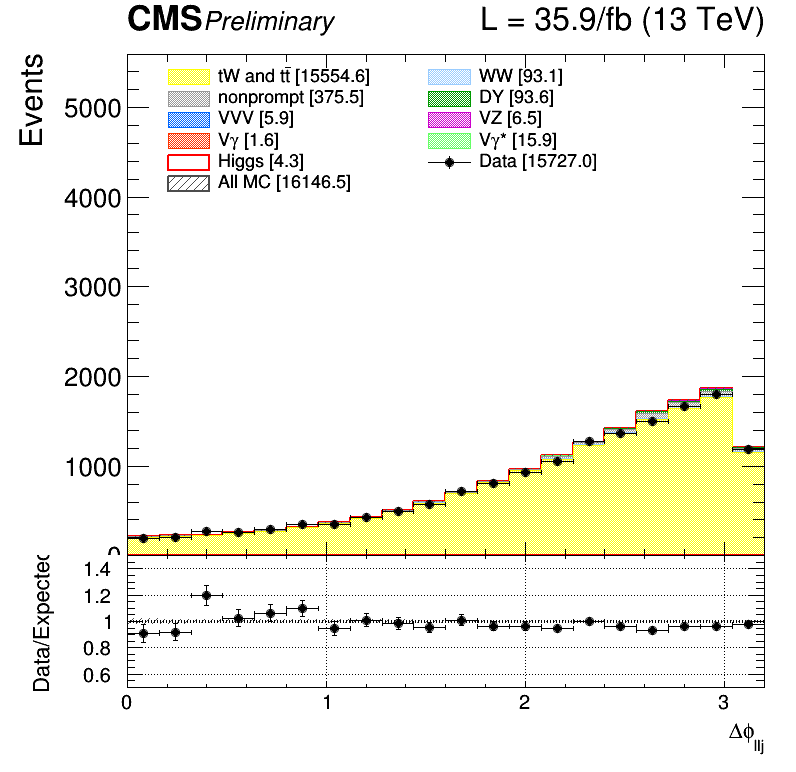 CMS Preliminary L = 35.9/fb (13 TeV)
Events
tW and tt̄ [15554.6] WW [93.1]
nonprompt [375.5] DY [93.6]
VVV [5.9] VZ [6.5]
Vγ [1.6] Vγ* [15.9]
Higgs [4.3] Data [15727.0]
All MC [16146.5]
5000
4000
3000
2000
1000
0
Data/Expected
1.4
1.2
1
0.8
0.6
0 1 2 3
Δϕllj